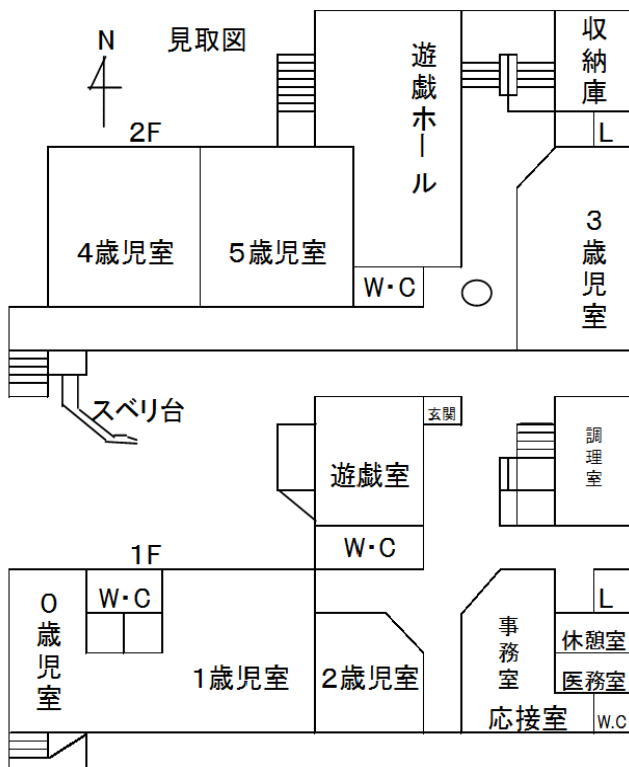 N
見取図
遊戯ホール
収納庫
2F
L
4歳児室
5歳児室
3歳児室
W・C
スベリ台
玄関
調理室
遊戯室
W・C
1F
0歳児室
W・C
L
事務室
休憩室
1歳児室
2歳児室
医務室
応接室
W.C